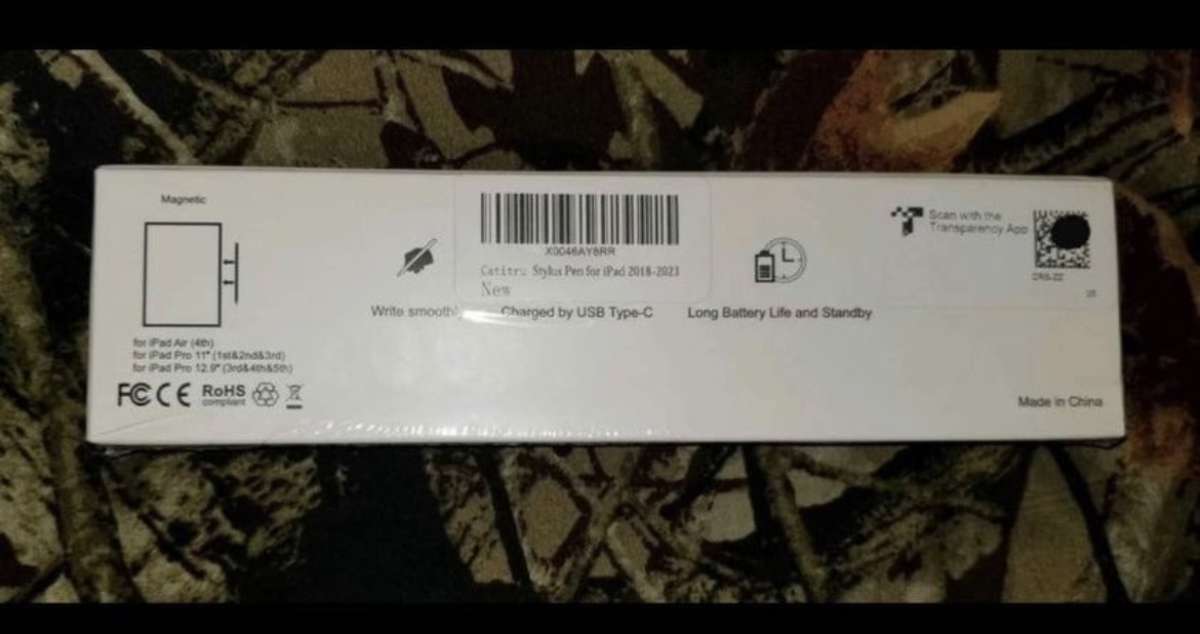 Magnetic
for iPad Air (4th)
for iPad Pro 11" (1st&2nd&3rd)
for iPad Pro 12.9" (3rd&4th&5th)
FC CE RoHS
compliant
Write smoothly
X0046AY8RR
Catitru Stylus Pen for iPad 2018-2023
New
Charged by USB Type-C
Long Battery Life and Standby
Scan with the
Transparency App
Made in China